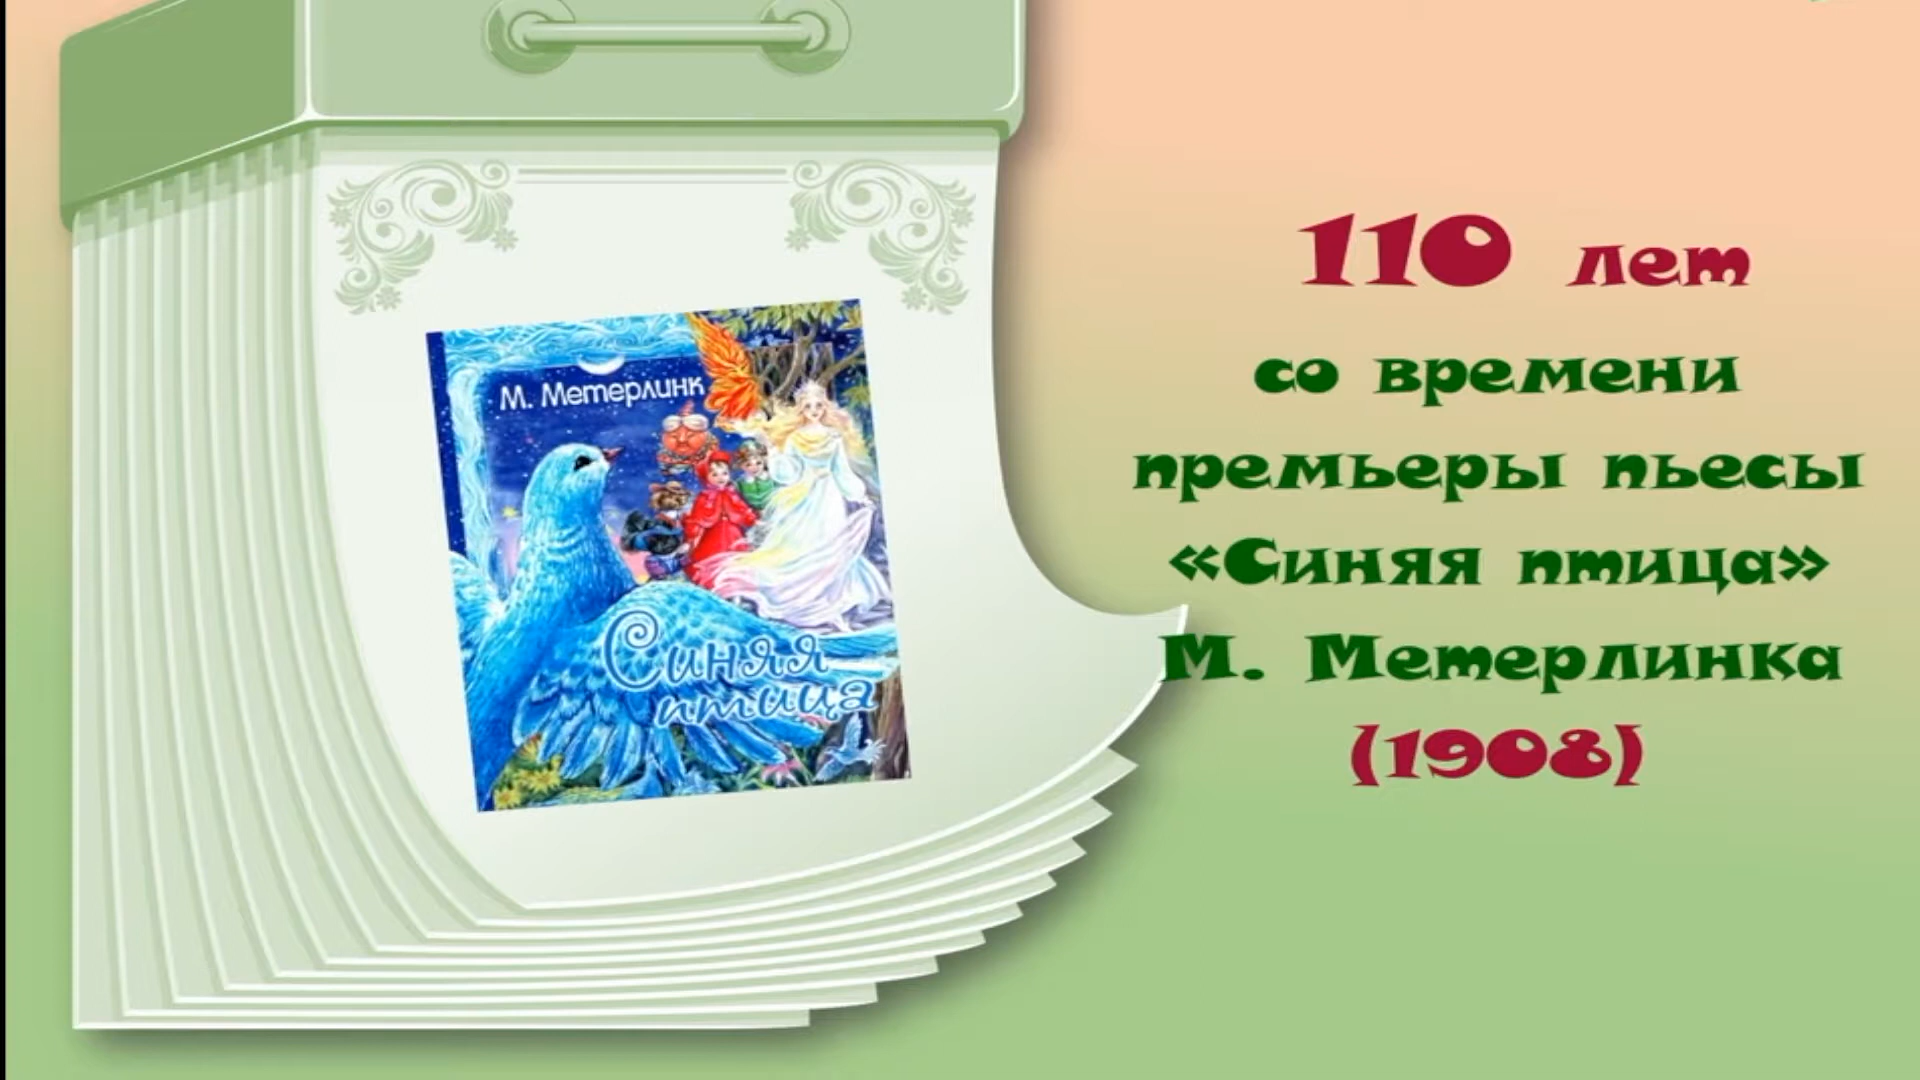 М. Метерлинк
Синяя
птица
110 лет
со времени
премьеры пьесы
«Синяя птица»
М. Метерлинка
(1908)